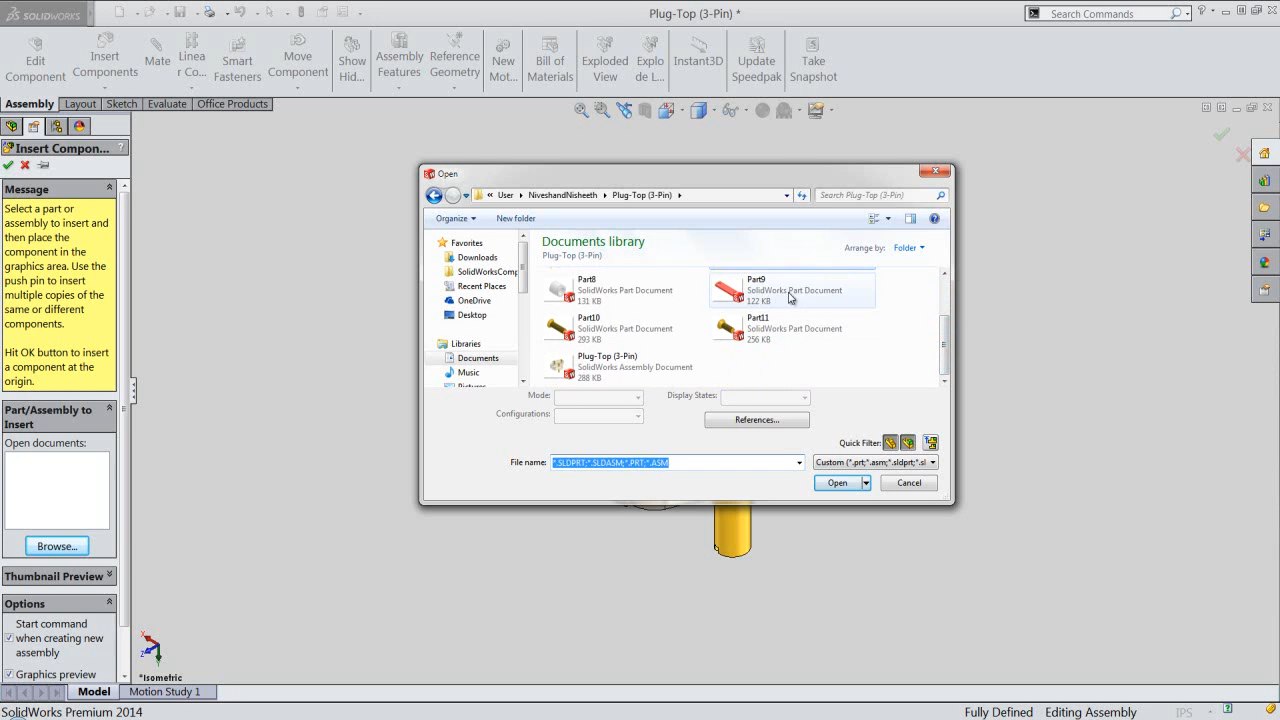 SOLIDWORKS
Plug-Top (3-Pin) *
Search Commands
Edit
Component
Insert
Components
Mate
Linea
r Co...
Smart
Fasteners
Move
Component
Show
Hid...
Assembly
Features
Reference
Geometry
New
Mot...
Bill of
Materials
Exploded
View
Explo
de L...
Instant3D
Update
Speedpak
Take
Snapshot
Assembly
Layout
Sketch
Evaluate
Office Products
Insert Compon...
?
Message
Select a part or
assembly to insert
and then place the
component in the
graphics area. Use the
push pin to insert
multiple copies of the
same or different
components.
Hit OK button to insert
a component at the
origin.
Part/Assembly to
Insert
Open documents:
Browse...
Thumbnail Preview
Options
Start command
when creating new
assembly
Graphics preview
Open
« User
NiveshandNisheeth
Plug-Top (3-Pin)
Search Plug-Top (3-Pin)
Organize
New folder
Favorites
Downloads
SolidWorksComp
Recent Places
OneDrive
Desktop
Libraries
Documents
Music
Pictures
Documents library
Plug-Top (3-Pin)
Arrange by: Folder
Part8
SolidWorks Part Document
131 KB
Part9
SolidWorks Part Document
122 KB
Part10
SolidWorks Part Document
293 KB
Part11
SolidWorks Part Document
256 KB
Plug-Top (3-Pin)
SolidWorks Assembly Document
288 KB
Mode:
Display States:
Configurations:
References...
Quick Filter:
File name:
*.SLDPRT;*.SLDASM;*.PRT;*.ASM
Custom (*.prt;*.asm;*.sldprt;*.sl
Open
Cancel
X
Z
Y
*Isometric
Model
Motion Study 1
SolidWorks Premium 2014
Fully Defined
Editing Assembly
IPS